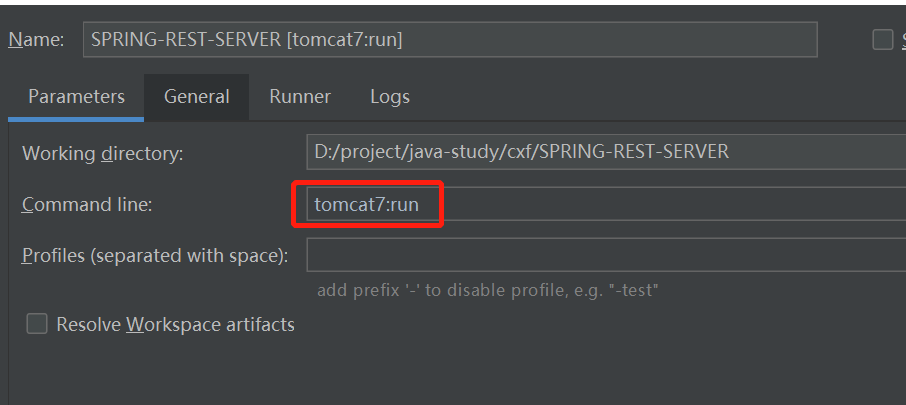 Name: SPRING-REST-SERVER [tomcat7:run]
Parameters General Runner Logs
Working directory: D:/project/java-study/cxf/SPRING-REST-SERVER
Command line: tomcat7:run
Profiles (separated with space):
add prefix '-' to disable profile, e.g. "-test"
Resolve Workspace artifacts